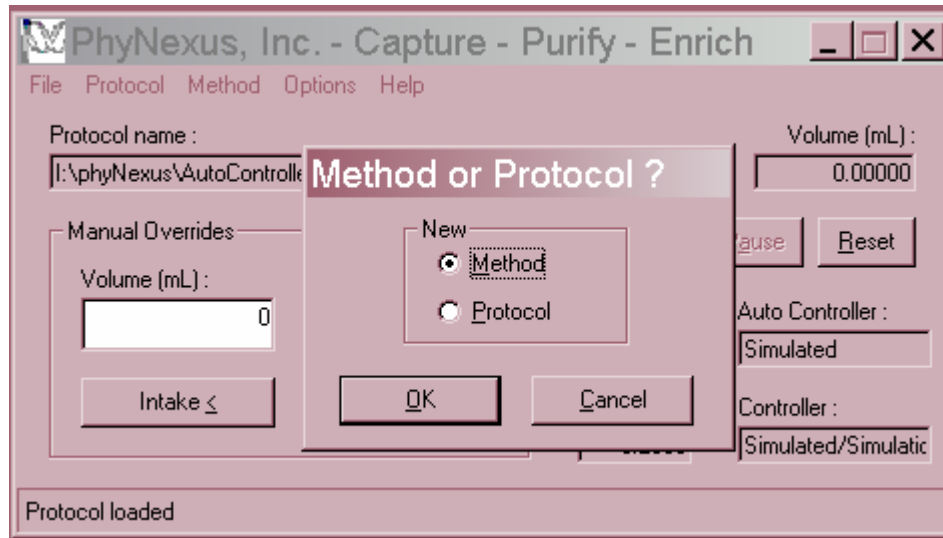 PhyNexus, Inc. - Capture - Purify - Enrich
File Protocol Method Options Help
Protocol name :
Volume (mL) :
I:\phyNexus\AutoControlle
0.00000
Method or Protocol ?
New
Method
Protocol
OK
Cancel
Manual Overrides
Volume (mL) :
0
Intake <
ause
Reset
Auto Controller :
Simulated
Controller :
Simulated/Simulatic
Protocol loaded